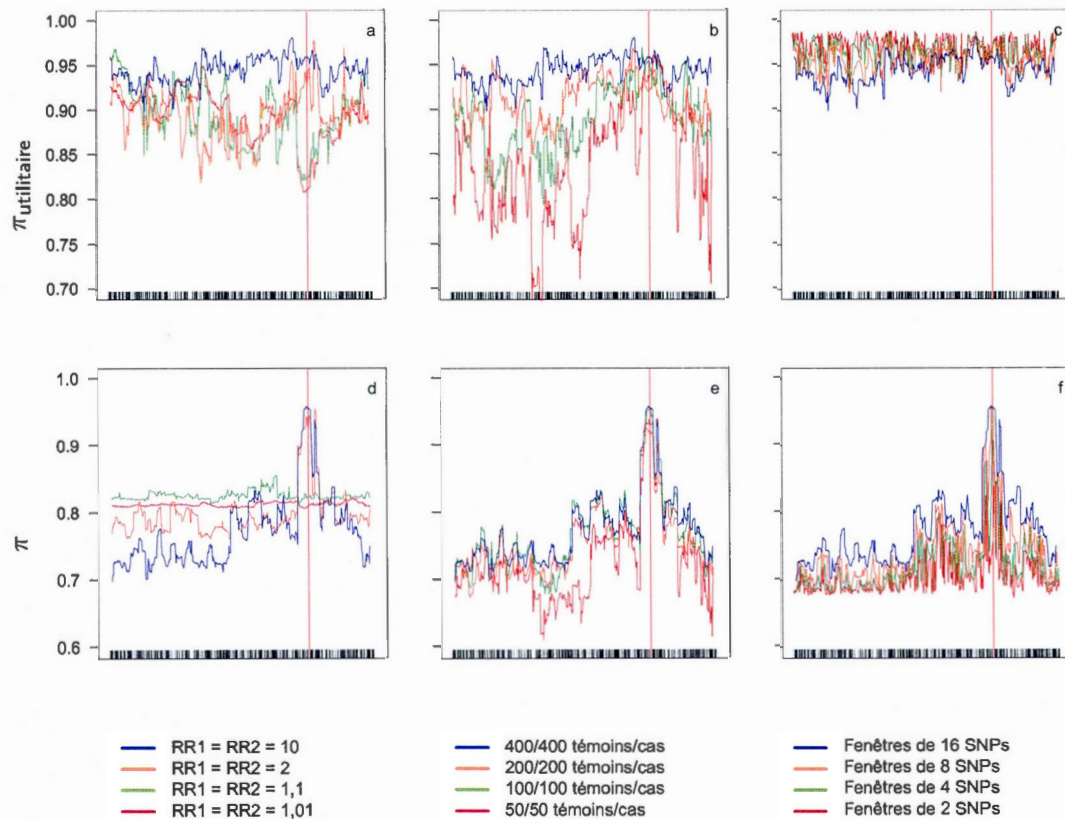 a
b
c
1.00
0.95
0.90
0.85
0.80
0.75
0.70
π utilitaire
d
e
f
1.0
0.9
0.8
0.7
0.6
π
RR1 = RR2 = 10
RR1 = RR2 = 2
RR1 = RR2 = 1,1
RR1 = RR2 = 1,01
400/400 témoins/cas
200/200 témoins/cas
100/100 témoins/cas
50/50 témoins/cas
Fenêtres de 16 SNPs
Fenêtres de 8 SNPs
Fenêtres de 4 SNPs
Fenêtres de 2 SNPs